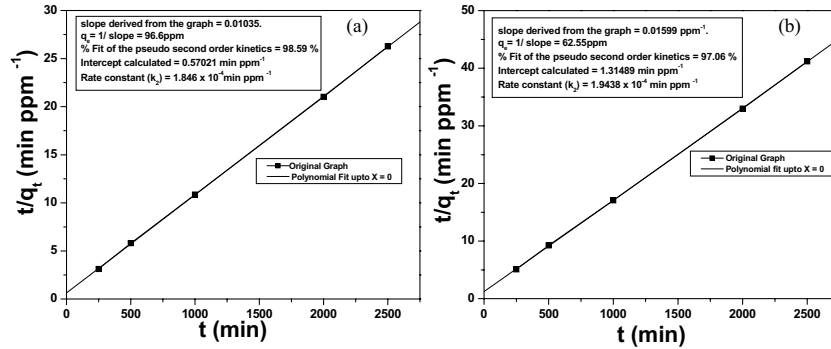 (a)
slope derived from the graph = 0.01035.
qₑ= 1/ slope = 96.6ppm
% Fit of the pseudo second order kinetics = 98.59 %
Intercept calculated = 0.57021 min ppm⁻¹
Rate constant (k₂) = 1.846 x 10⁻⁴min ppm⁻¹
Original Graph
Polynomial Fit upto X = 0
t/qₜ (min ppm⁻¹)
30
25
20
15
10
5
0
0 500 1000 1500 2000 2500
t (min)
(b)
slope derived from the graph = 0.01599 ppm⁻¹.
qₑ= 1/ slope = 62.55ppm
% Fit of the pseudo second order kinetics = 97.06 %
Intercept calculated = 1.31489 min ppm⁻¹
Rate constant (k₂) = 1.9438 x 10⁻⁴ min ppm⁻¹
Original Graph
Polynomial fit upto X = 0
t/qₜ (min ppm⁻¹)
50
40
30
20
10
0
0 500 1000 1500 2000 2500
t (min)